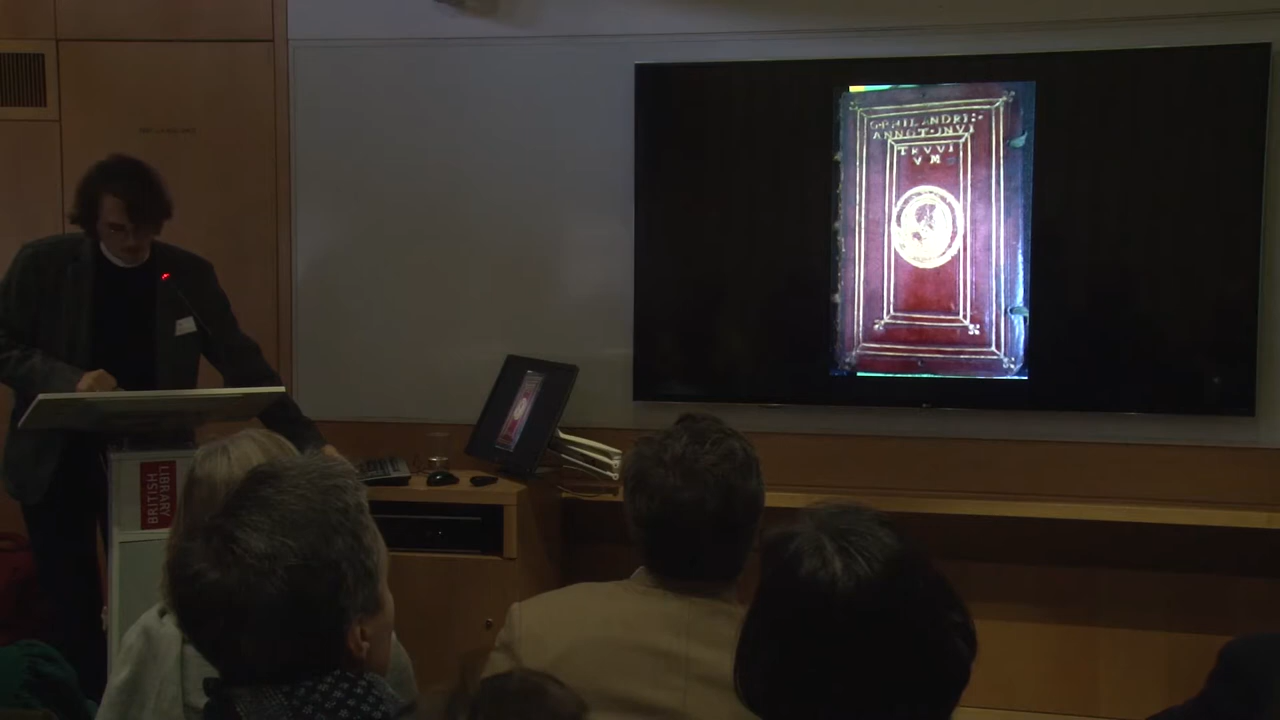 G·PHILANDRI:·
ANNOT·INVI
TRVVI
VM
BRITISH
LIBRARY